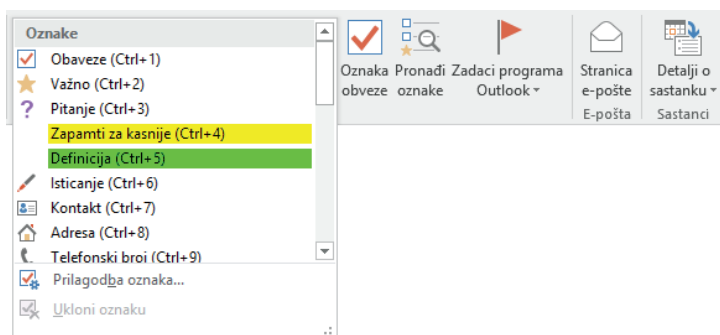 Oznake
Obaveze (Ctrl+1)
Važno (Ctrl+2)
Pitanje (Ctrl+3)
Zapamti za kasnije (Ctrl+4)
Definicija (Ctrl+5)
Isticanje (Ctrl+6)
Kontakt (Ctrl+7)
Adresa (Ctrl+8)
Telefonski broj (Ctrl+9)
Prilagodba oznaka...
Ukloni oznaku
Oznaka obveze
Pronađi oznake
Zadaci programa Outlook
Stranica e-pošte
E-pošta
Detalji o sastanku
Sastanci